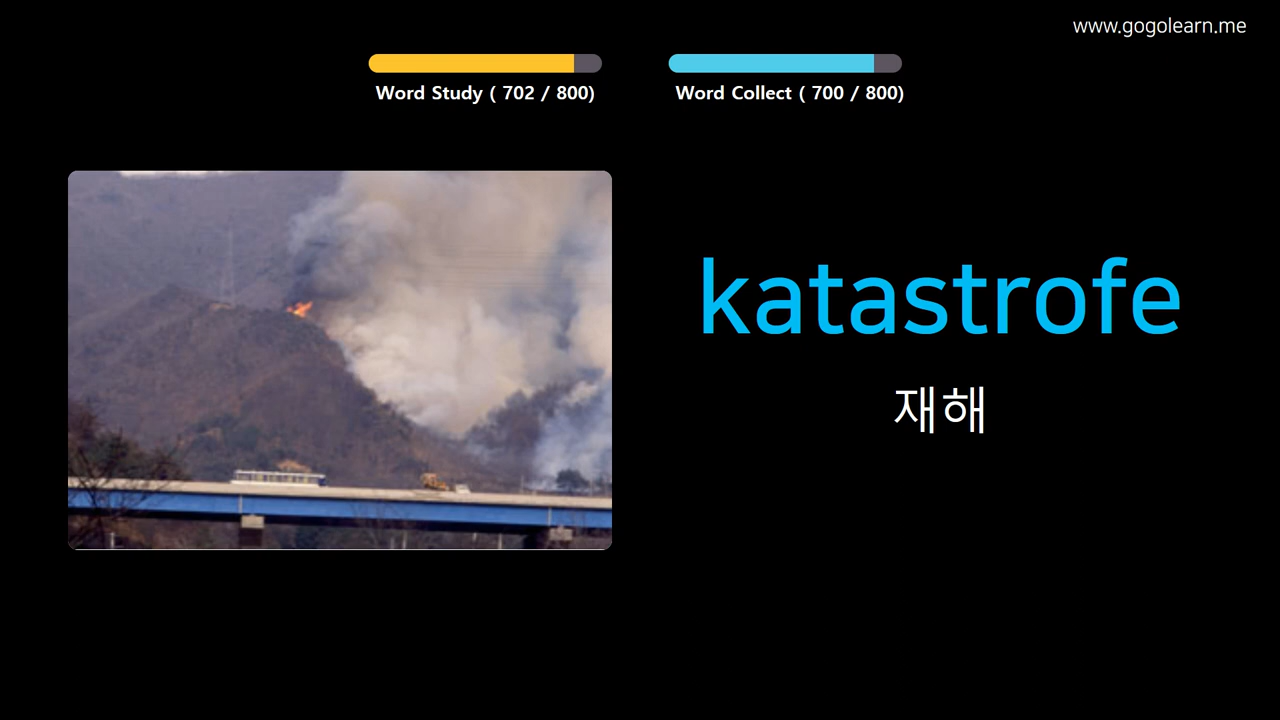 www.gogolearn.me
Word Study ( 702 / 800)
Word Collect ( 700 / 800)
katastrofe
재해